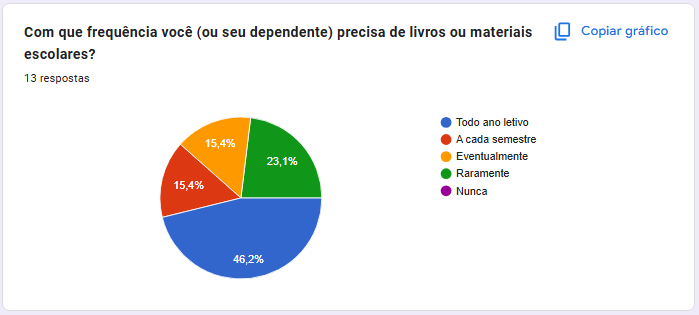 Com que frequência você (ou seu dependente) precisa de livros ou materiais
escolares?
Copiar gráfico
13 respostas
15,4%
23,1%
15,4%
46,2%
Todo ano letivo
A cada semestre
Eventualmente
Raramente
Nunca